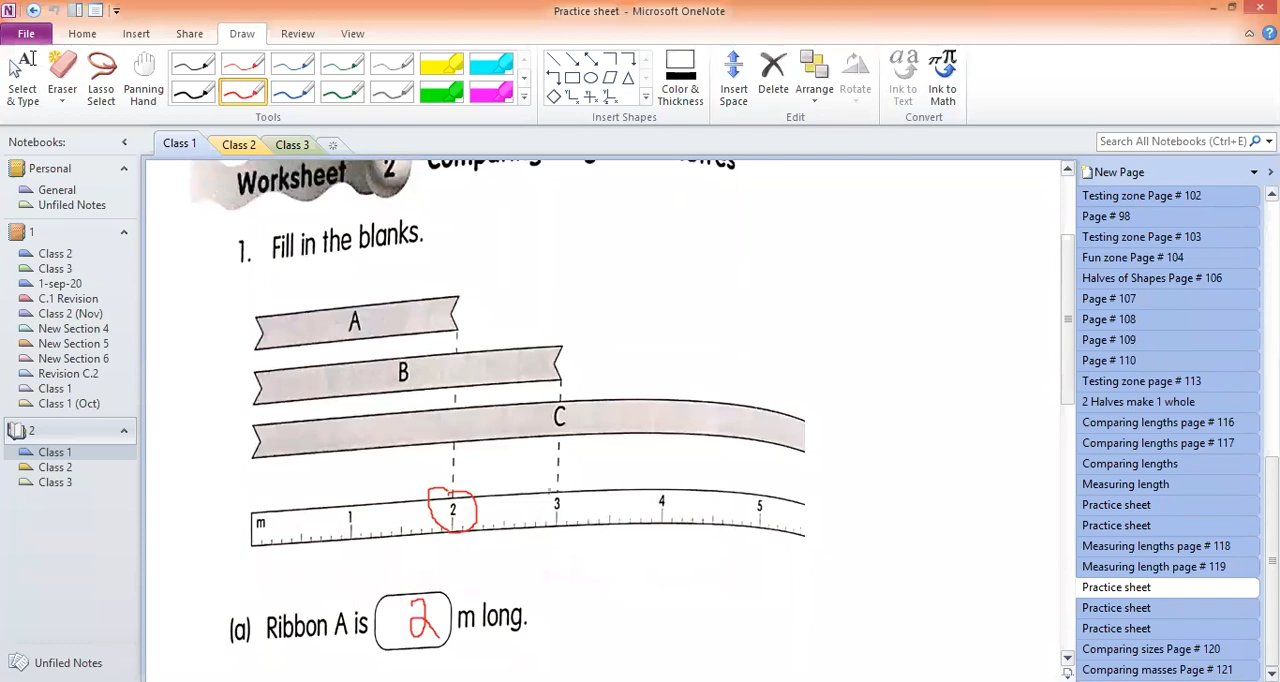 Practice sheet - Microsoft OneNote
File Home Insert Share Draw Review View
Select & Type
Eraser
Lasso Select
Panning Hand
Color & Thickness
Insert Space
Delete
Arrange
Rotate
Ink to Text
Ink to Math
Tools
Insert Shapes
Edit
Convert
Notebooks:
Class 1 Class 2 Class 3
Search All Notebooks (Ctrl+E)
Personal
General
Unfiled Notes
1
Class 2
Class 3
1-sep-20
C.1 Revision
Class 2 (Nov)
New Section 4
New Section 5
New Section 6
Revision C.2
Class 1
Class 1 (Oct)
2
Class 1
Class 2
Class 3
Unfiled Notes
Worksheet 2
1. Fill in the blanks.
A
B
C
m 1 2 3 4 5
(a) Ribbon A is 2 m long.
New Page
Testing zone Page # 102
Page # 98
Testing zone Page # 103
Fun zone Page # 104
Halves of Shapes Page # 106
Page # 107
Page # 108
Page # 109
Page # 110
Testing zone page # 113
2 Halves make 1 whole
Comparing lengths page # 116
Comparing lengths page # 117
Comparing lengths
Measuring length
Practice sheet
Practice sheet
Measuring lengths page # 118
Measuring length page # 119
Practice sheet
Practice sheet
Practice sheet
Comparing sizes Page # 120
Comparing masses Page # 121